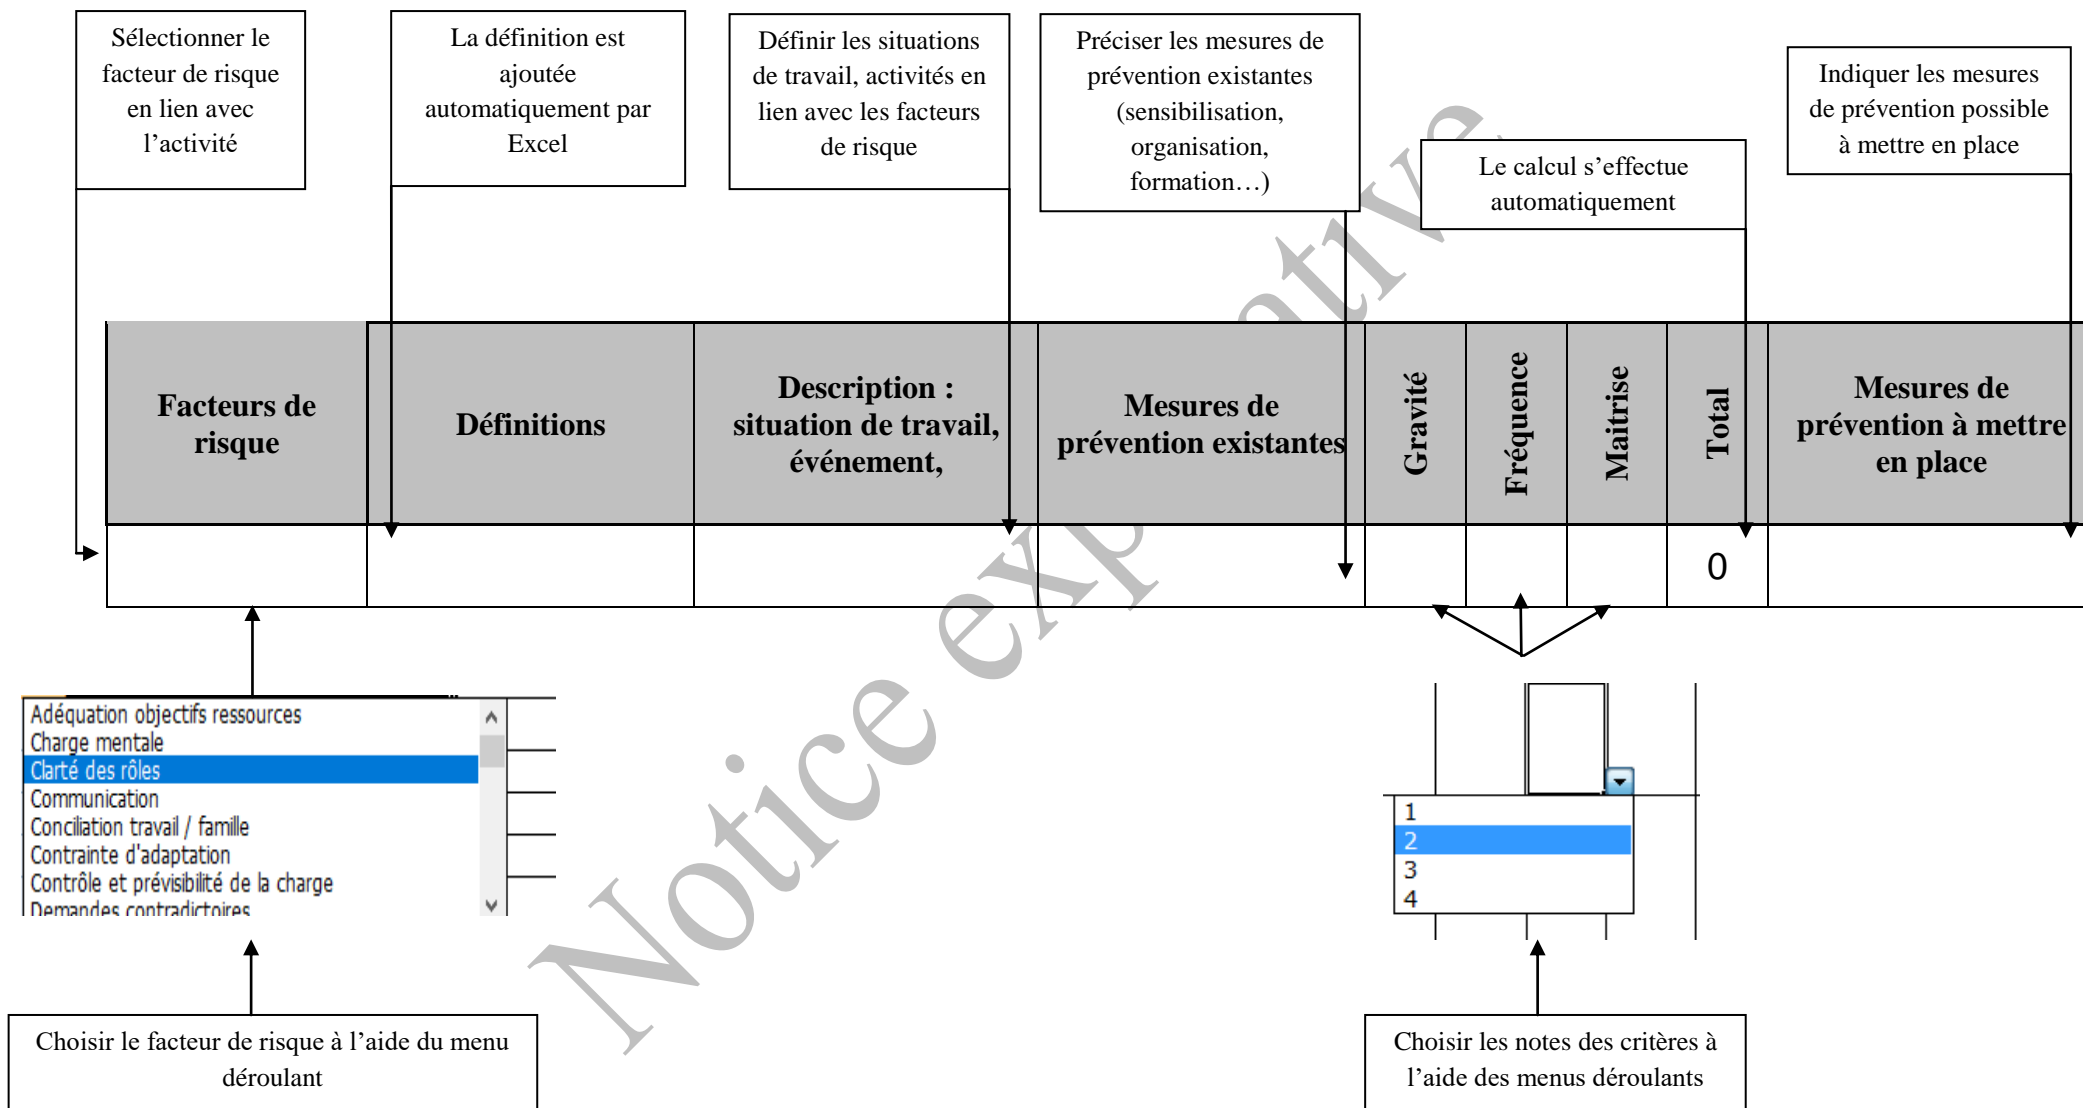 Sélectionner le
facteur de risque
en lien avec
l’activité
La définition est
ajoutée
automatiquement par
Excel
Définir les situations
de travail, activités en
lien avec les facteurs
de risque
Préciser les mesures de
prévention existantes
(sensibilisation,
organisation,
formation…)
Le calcul s’effectue
automatiquement
Indiquer les mesures
de prévention possible
à mettre en place
Facteurs de
risque
Définitions
Description :
situation de travail,
événement,
Mesures de
prévention existantes
Gravité
Fréquence
Maitrise
Total
Mesures de
prévention à mettre
en place
0
Adéquation objectifs ressources
Charge mentale
Clarté des rôles
Communication
Conciliation travail / famille
Contrainte d'adaptation
Contrôle et prévisibilité de la charge
Demandes contradictoires
1
2
3
4
Choisir le facteur de risque à l’aide du menu
déroulant
Choisir les notes des critères à
l’aide des menus déroulants
Notice explicative